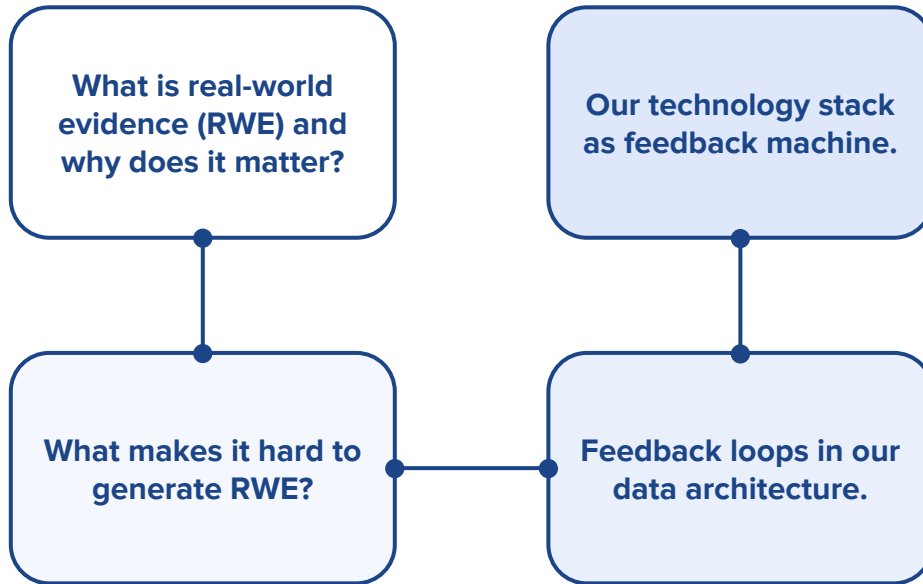 What is real-world
evidence (RWE) and
why does it matter?
What makes it hard to
generate RWE?
Feedback loops in our
data architecture.
Our technology stack
as feedback machine.